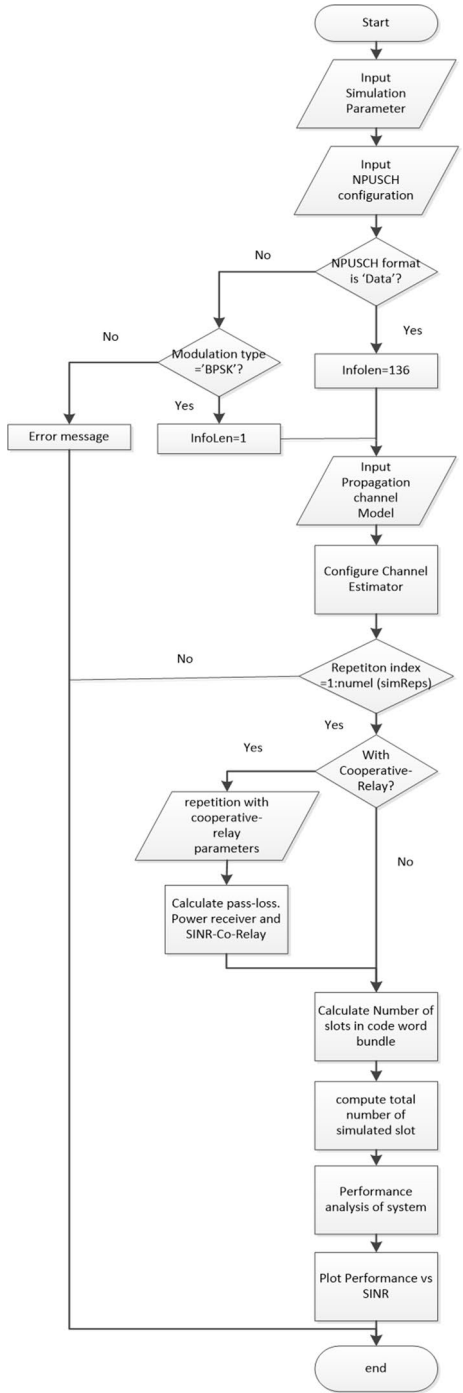 Start
Input
Simulation
Parameter
Input
NPUSCH
configuration
NPUSCH format
is ‘Data’?
No
Yes
Modulation type
=’BPSK’?
No
Yes
Infolen=136
Error message
InfoLen=1
Input
Propagation
channel
Model
Configure Channel
Estimator
Repetiton index
=1:numel (simReps)
No
Yes
With
Cooperative-
Relay?
Yes
No
repetition with
cooperative-
relay
parameters
Calculate pass-loss.
Power receiver and
SINR-Co-Relay
Calculate Number of
slots in code word
bundle
compute total
number of
simulated slot
Performance
analysis of system
Plot Performance vs
SINR
end